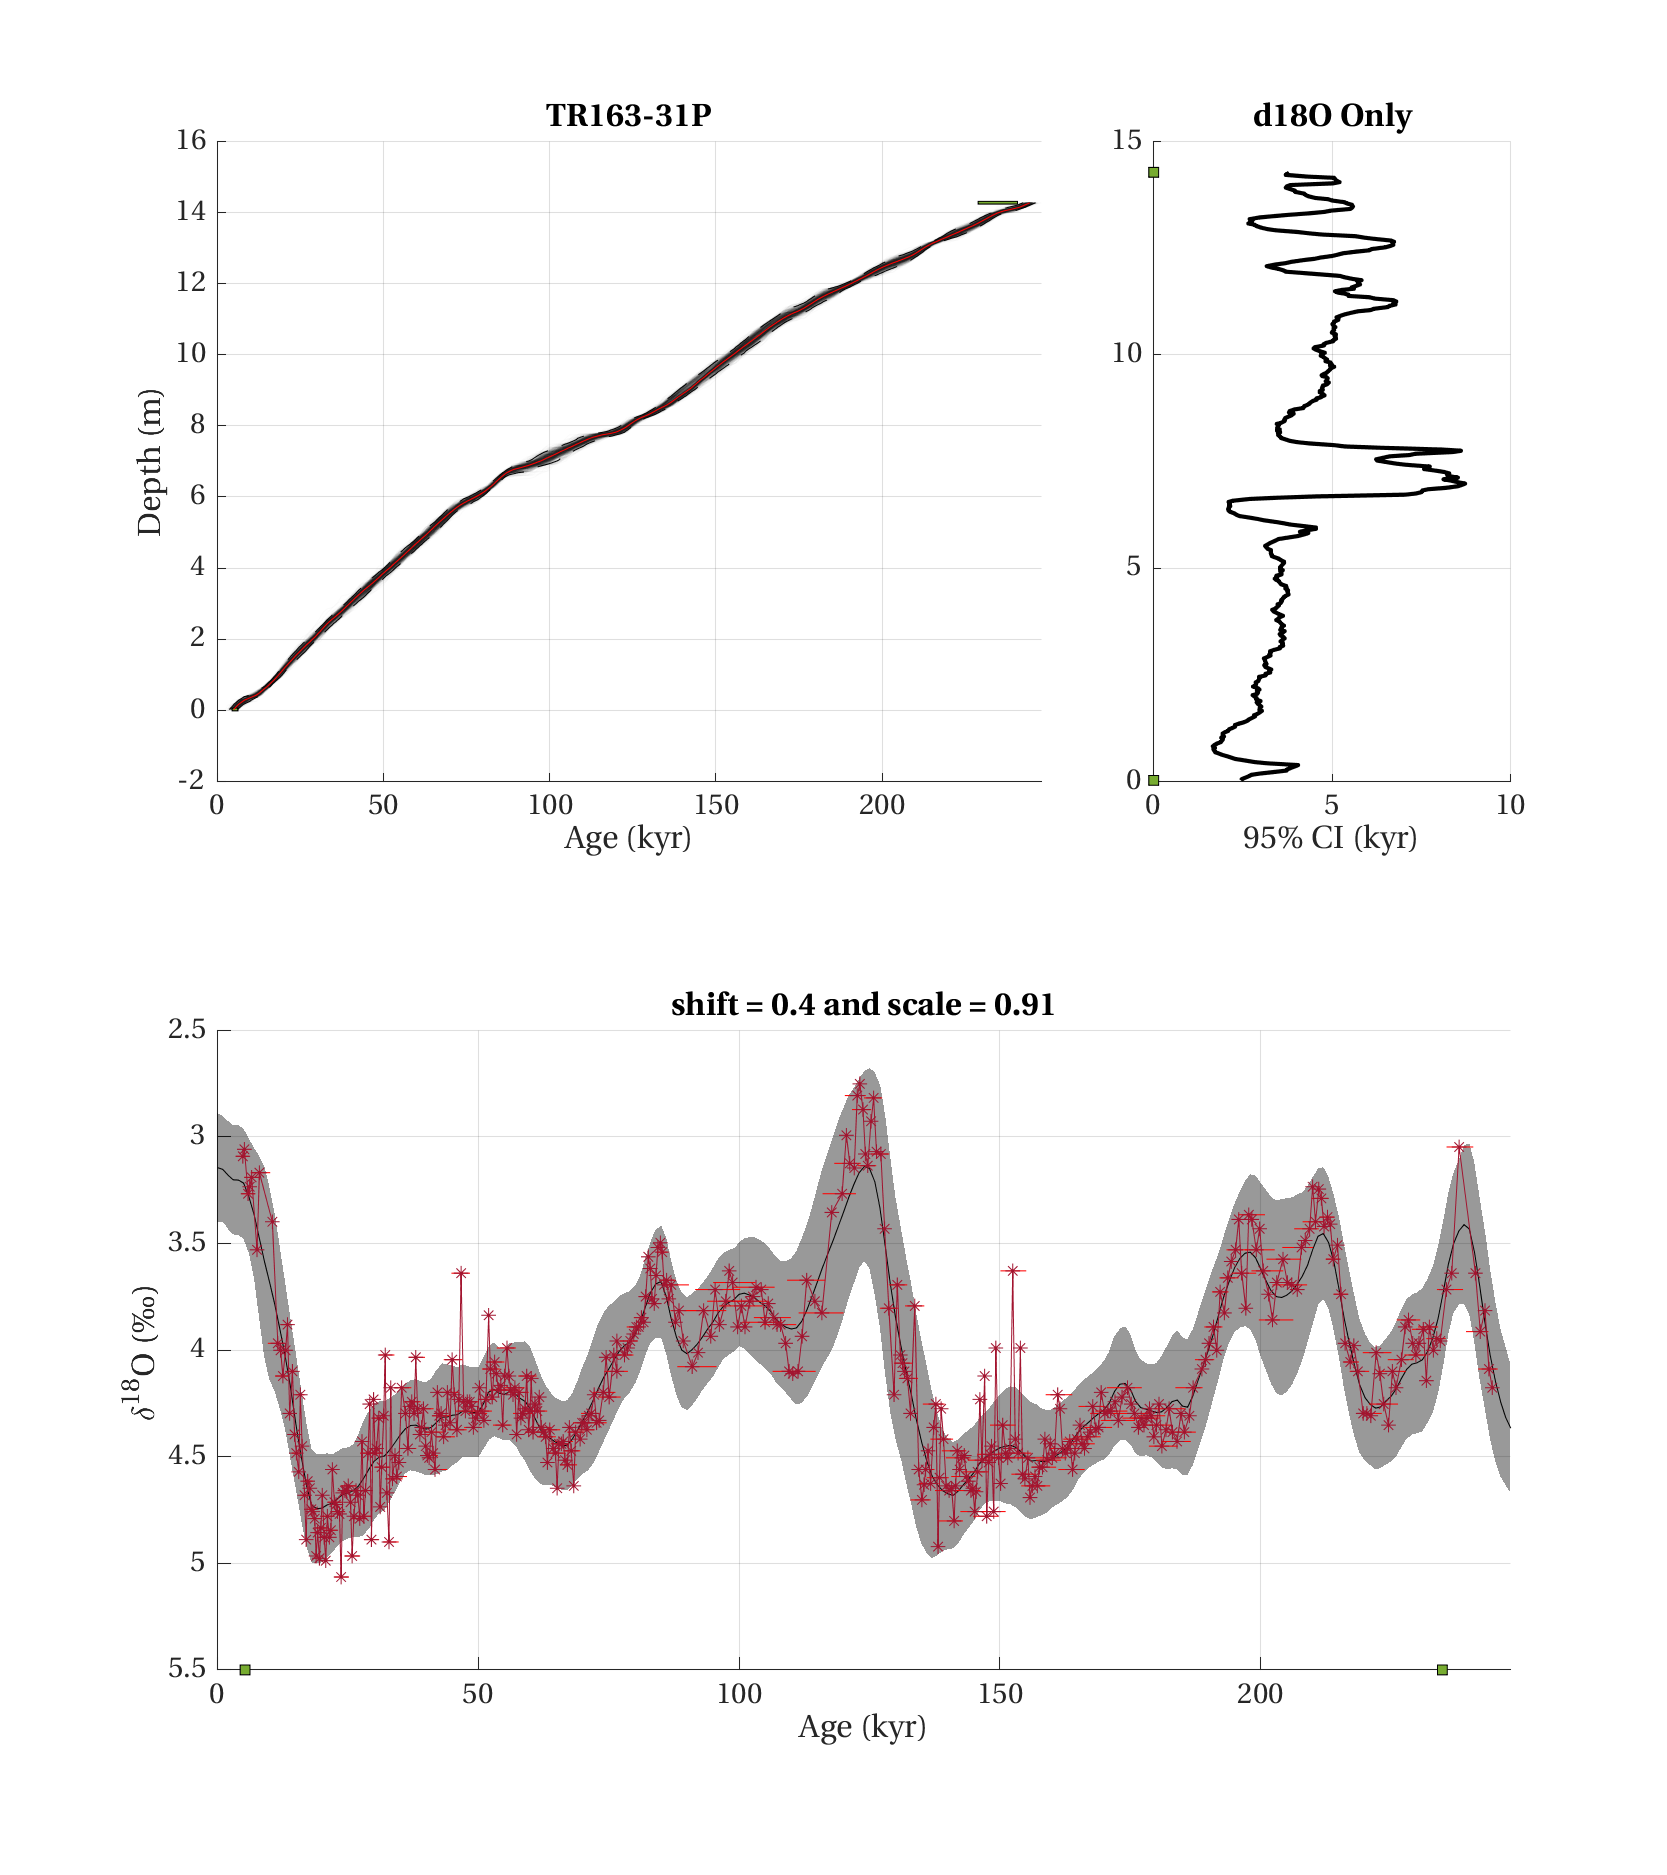 TR163-31P
16
14
12
10
8
6
4
2
0
-2
0 50 100 150 200
Age (kyr)
Depth (m)
d18O Only
15
10
5
0
0 5 10
95% CI (kyr)
shift = 0.4 and scale = 0.91
2.5
3
3.5
4
4.5
5
5.5
0 50 100 150 200
Age (kyr)
δ¹⁸O (‰)